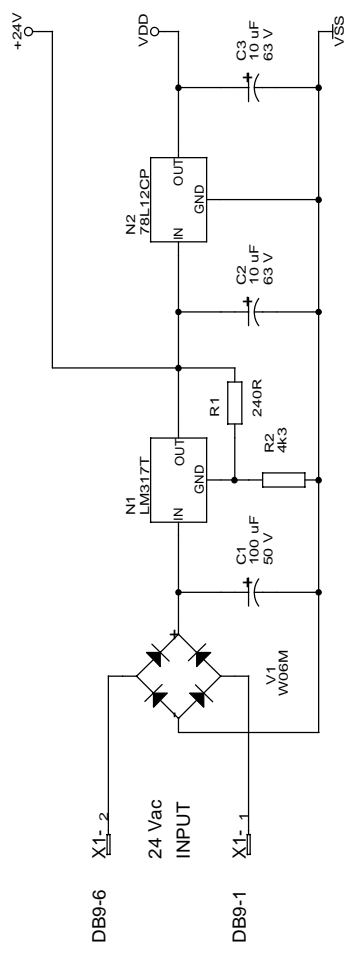 DB9-6
X1-
2
24 Vac
INPUT
DB9-1
X1-
1
+
-
V1
W06M
C1
100 uF
50 V
+
N1
LM317T
IN
OUT
GND
R1
240R
R2
4k3
C2
10 uF
63 V
+
N2
78L12CP
IN
OUT
GND
C3
10 uF
63 V
+
+24V
VDD
VSS